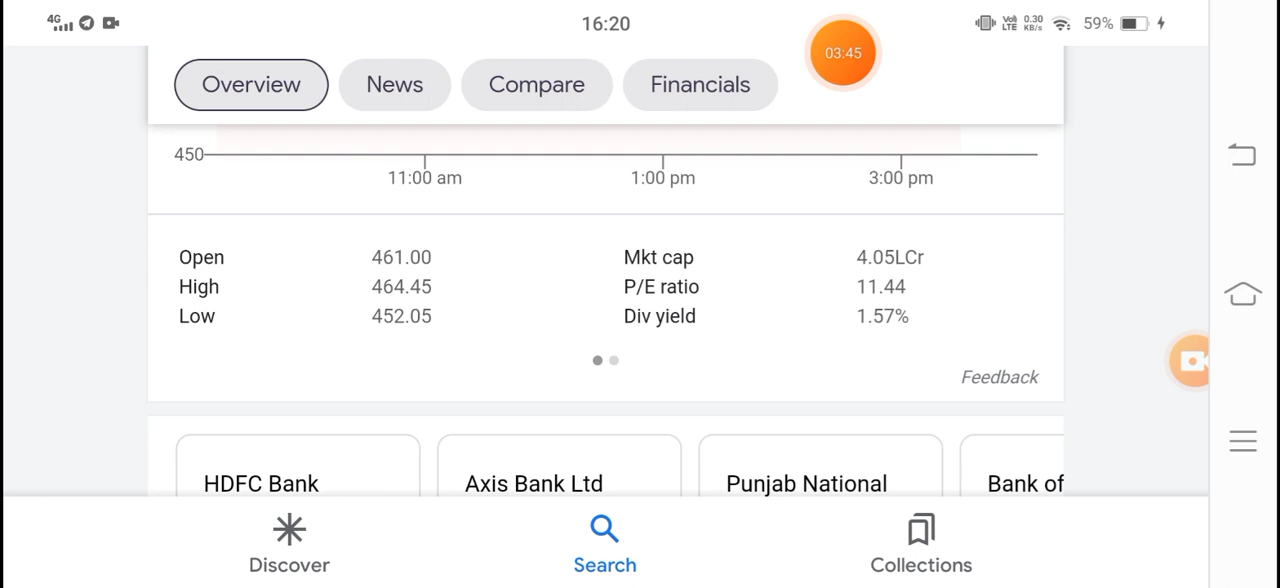 4G 16:20 Vo) LTE 0.30 KB/s 59%
03:45
Overview News Compare Financials
450
11:00 am 1:00 pm 3:00 pm
Open 461.00 Mkt cap 4.05LCr
High 464.45 P/E ratio 11.44
Low 452.05 Div yield 1.57%
Feedback
HDFC Bank Axis Bank Ltd Punjab National Bank of
Discover Search Collections